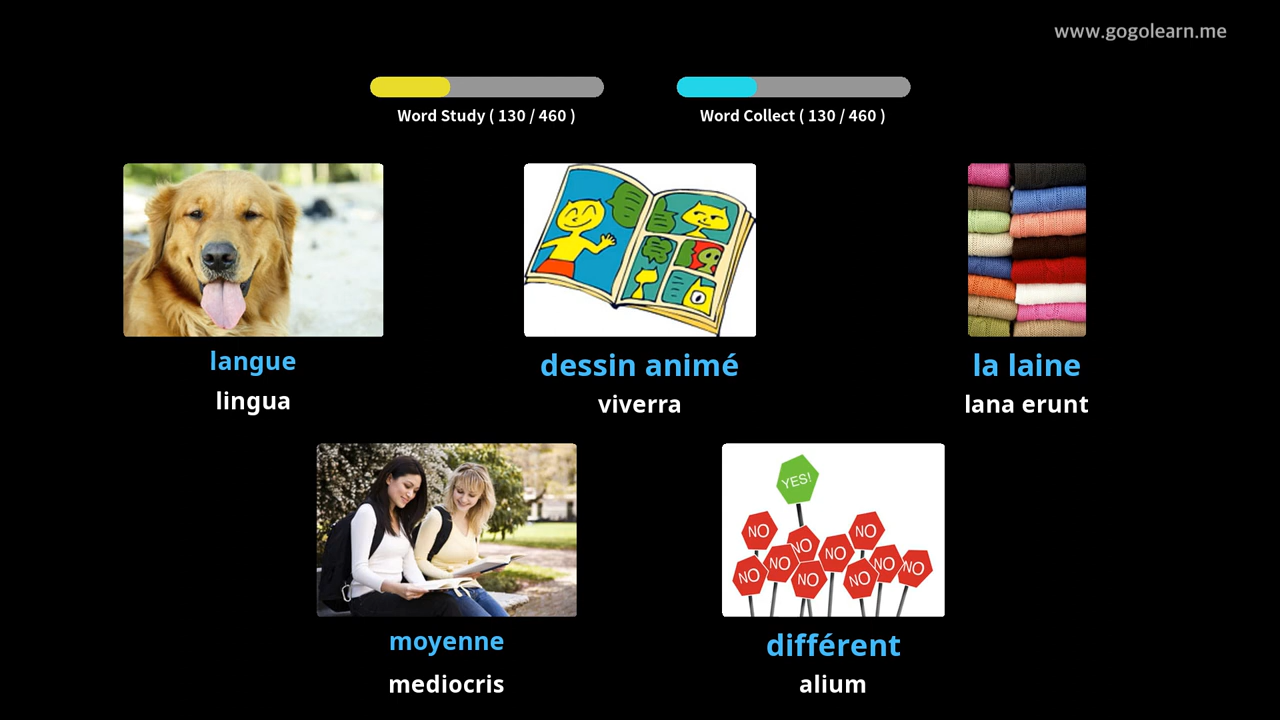 www.gogolearn.me
Word Study ( 130 / 460 )
Word Collect ( 130 / 460 )
langue
lingua
dessin animé
viverra
la laine
lana erunt
YES!
NO
NO
NO
NO
NO
NO
NO
NO
NO
NO
moyenne
mediocris
différent
alium